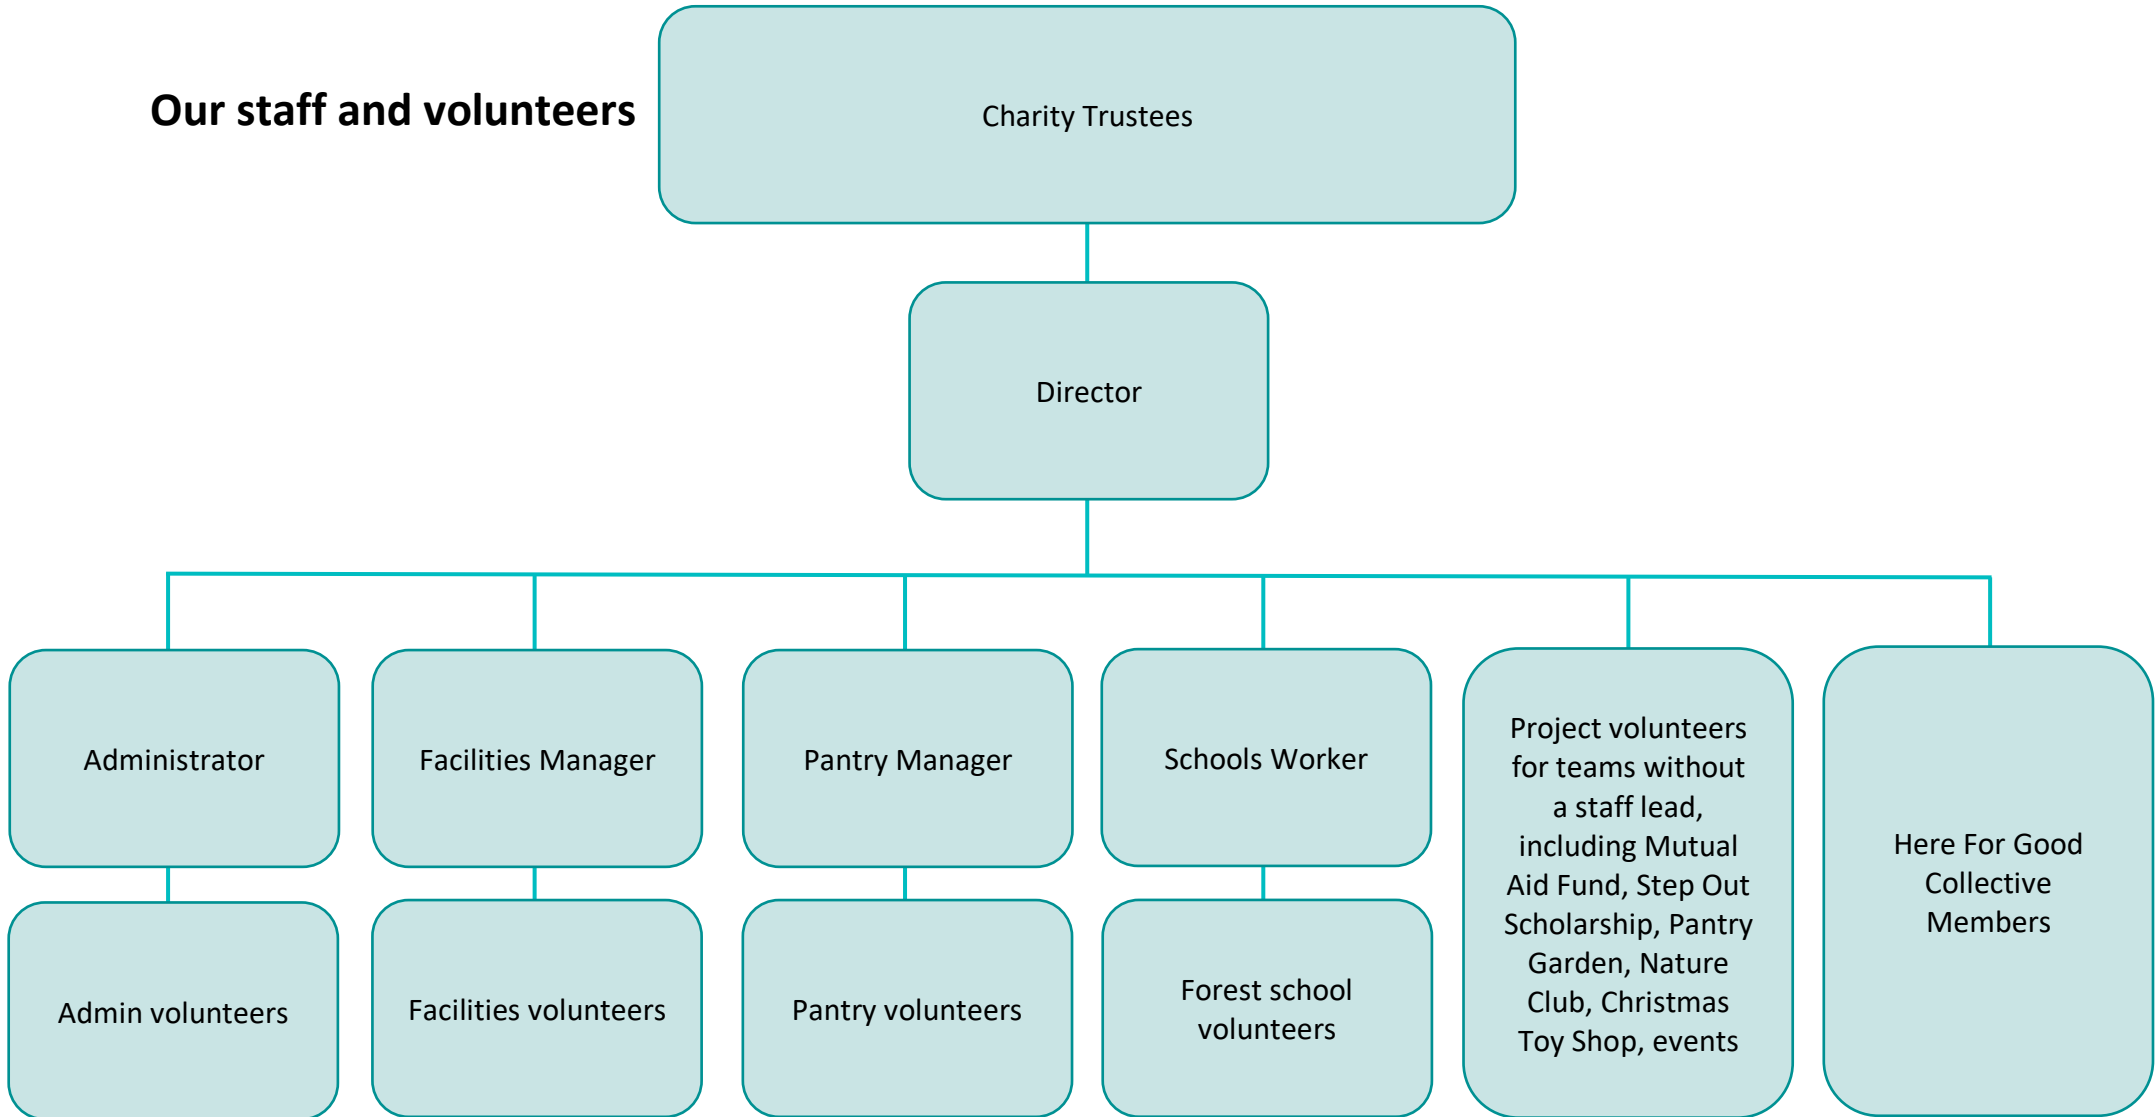 Our staff and volunteers
Charity Trustees
Director
Administrator
Facilities Manager
Pantry Manager
Schools Worker
Project volunteers
for teams without
a staff lead,
including Mutual
Aid Fund, Step Out
Scholarship, Pantry
Garden, Nature
Club, Christmas
Toy Shop, events
Here For Good
Collective
Members
Admin volunteers
Facilities volunteers
Pantry volunteers
Forest school
volunteers